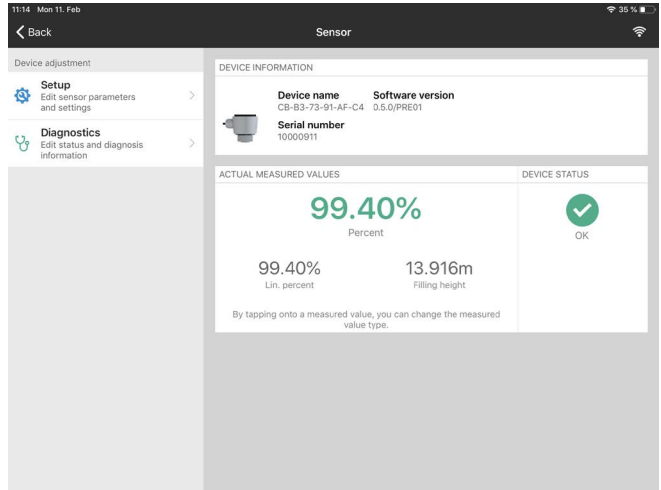 11:14 Mon 11. Feb
35 %
Back
Sensor
Device adjustment
Setup
Edit sensor parameters
and settings
Diagnostics
Edit status and diagnosis
information
DEVICE INFORMATION
Device name Software version
CB-B3-73-91-AF-C4 0.5.0/PRE01
Serial number
10000911
ACTUAL MEASURED VALUES
99.40%
Percent
99.40% 13.916m
Lin. percent Filling height
By tapping onto a measured value, you can change the measured
value type.
DEVICE STATUS
OK